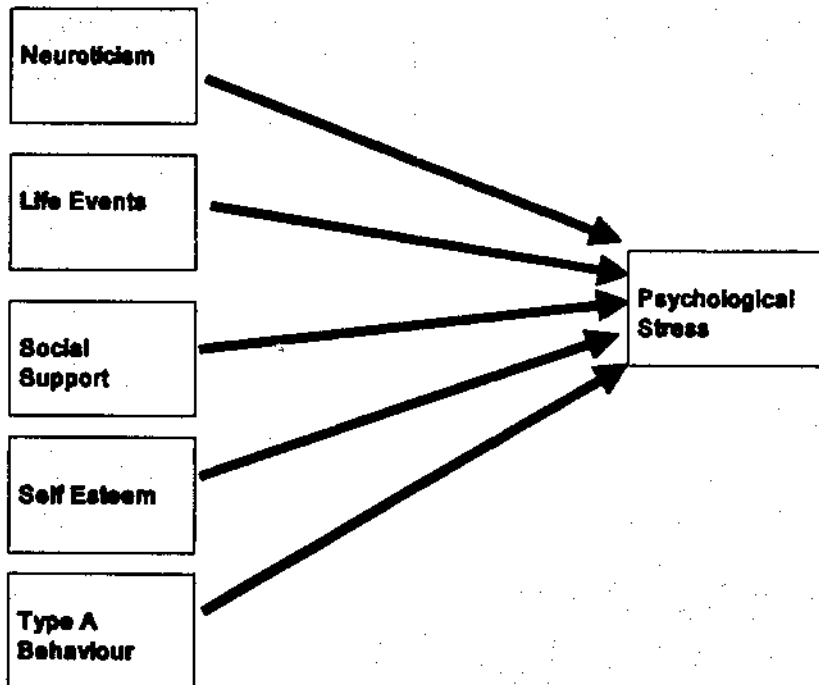 Neuroticism
Life Events
Social
Support
Self Esteem
Type A
Behaviour
Psychological
Stress